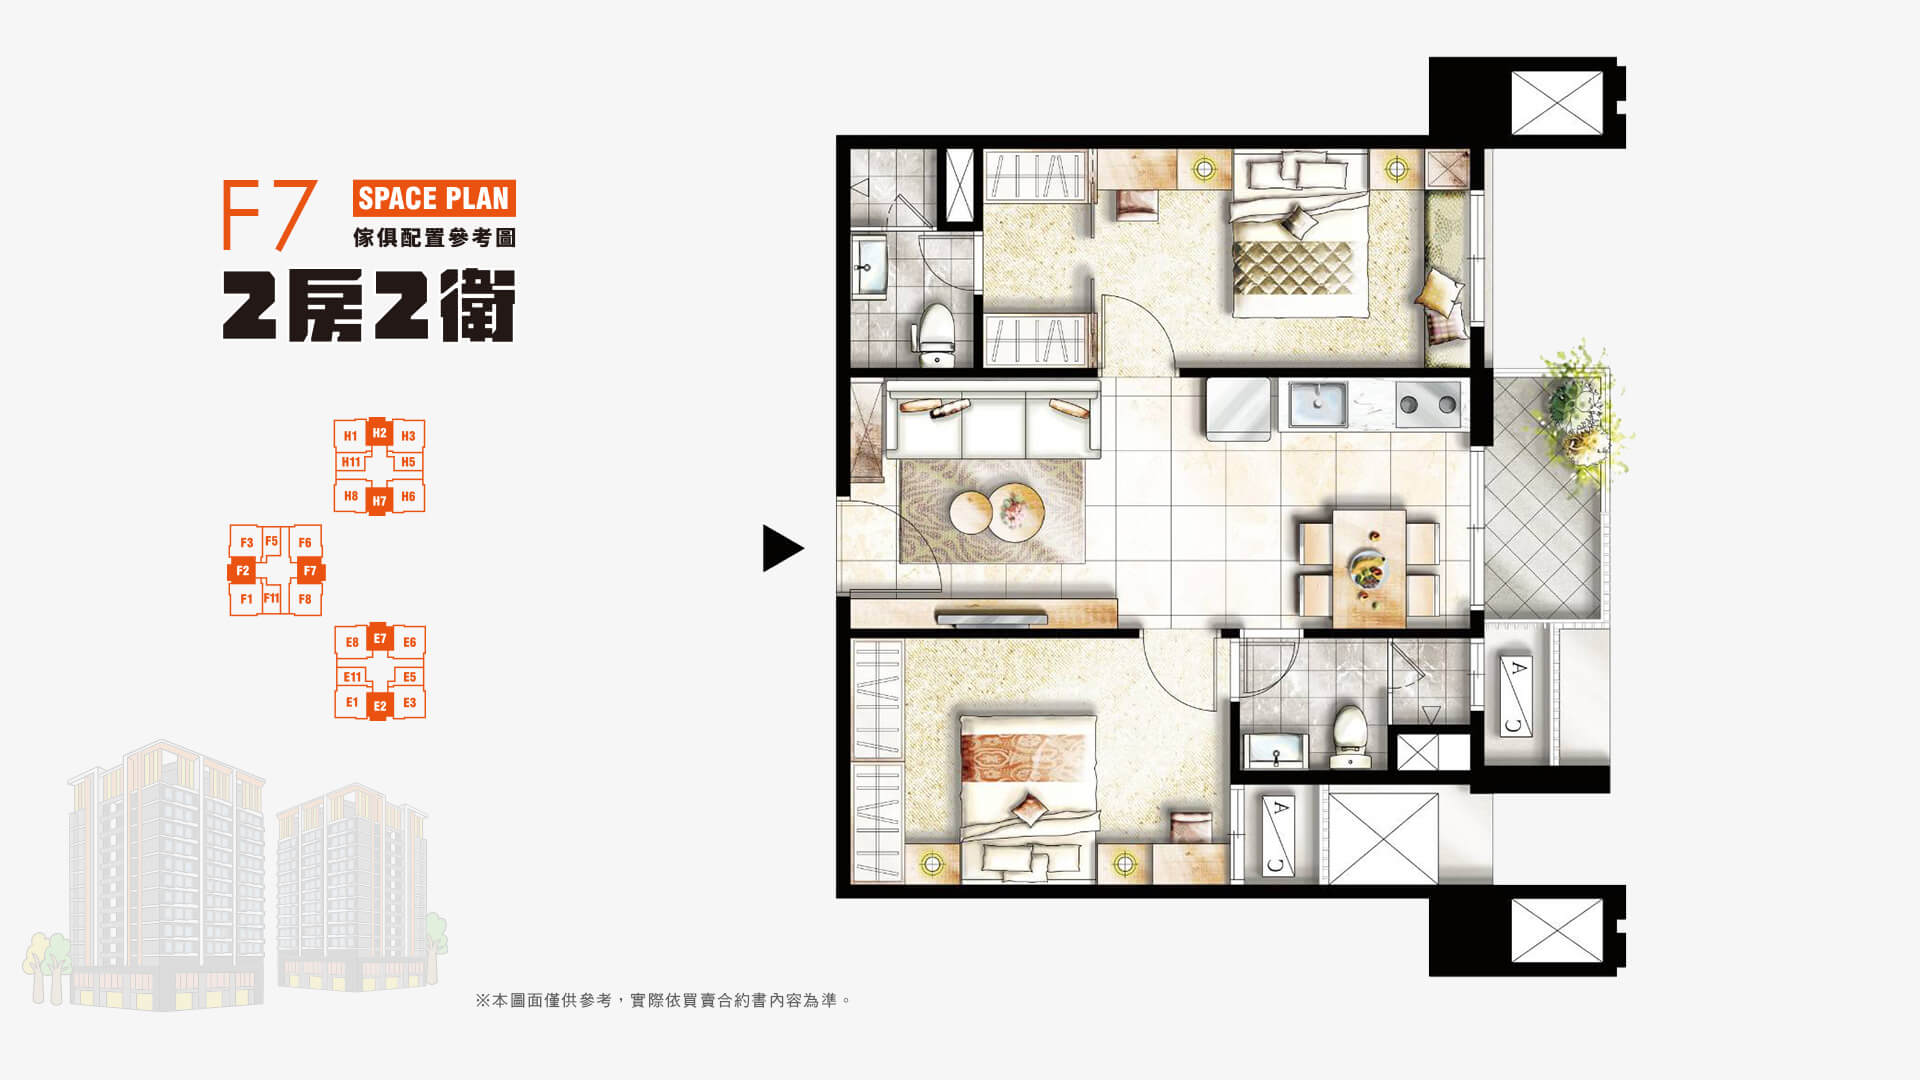 F7
SPACE PLAN
傢俱配置參考圖
2房2衛
H1 H2 H3
H11 H5
H8 H7 H6
F3 F5 F6
F2 F7
F1 F11 F8
E8 E7 E6
E11 E5
E1 E2 E3
A C
A C
※本圖面僅供參考，實際依買賣合約書內容為準。